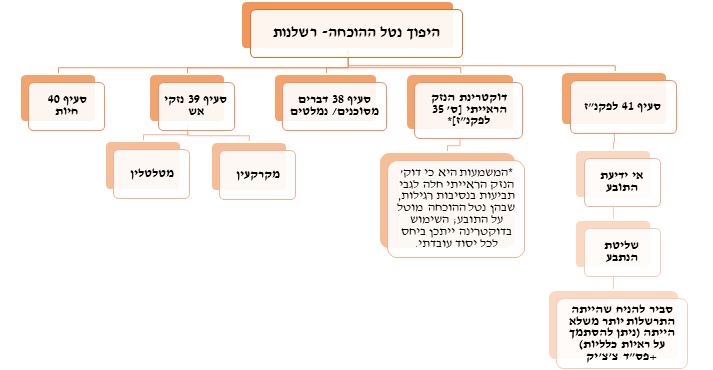 היפוך נטל ההוכחה- רשלנות
סעיף 41 לפקנ"ז
אי ידיעת
התובע
שליטת
הנתבע
סביר להניח שהייתה
התרשלות יותר משלא
הייתה (ניתן להסתמך
על ראיות כלליות)
+פס"ד צ'צ'יק
דוקטרינת הנזק
הראייתי [ס' 35
לפקנ"ז]*
*המשמעות היא כי דוק'
הנזק הראייתי חלה לגבי
תביעות בנסיבות רגילות,
שבהן נטל ההוכחה מוטל
על התובע; השימוש
בדוקטרינה ייתכן ביחס
לכל יסוד עובדתי.
סעיף 38 דברים
מסוכנים/ נמלטים
סעיף 39 נזקי
אש
מקרקעין
מטלטלין
סעיף 40
חיות